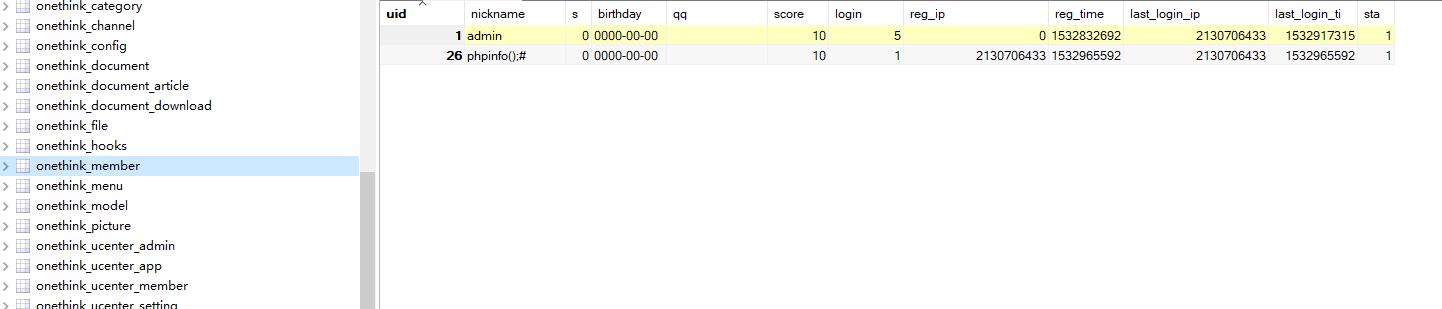 onethink_category
onethink_channel
onethink_config
onethink_document
onethink_document_article
onethink_document_download
onethink_file
onethink_hooks
onethink_member
onethink_menu
onethink_model
onethink_picture
onethink_ucenter_admin
onethink_ucenter_app
onethink_ucenter_member
onethink_ucenter_setting
uid nickname s birthday qq score login reg_ip reg_time last_login_ip last_login_ti sta
1 admin 0 0000-00-00 10 5 0 1532832692 2130706433 1532917315 1
26 phpinfo();# 0 0000-00-00 10 1 2130706433 1532965592 2130706433 1532965592 1